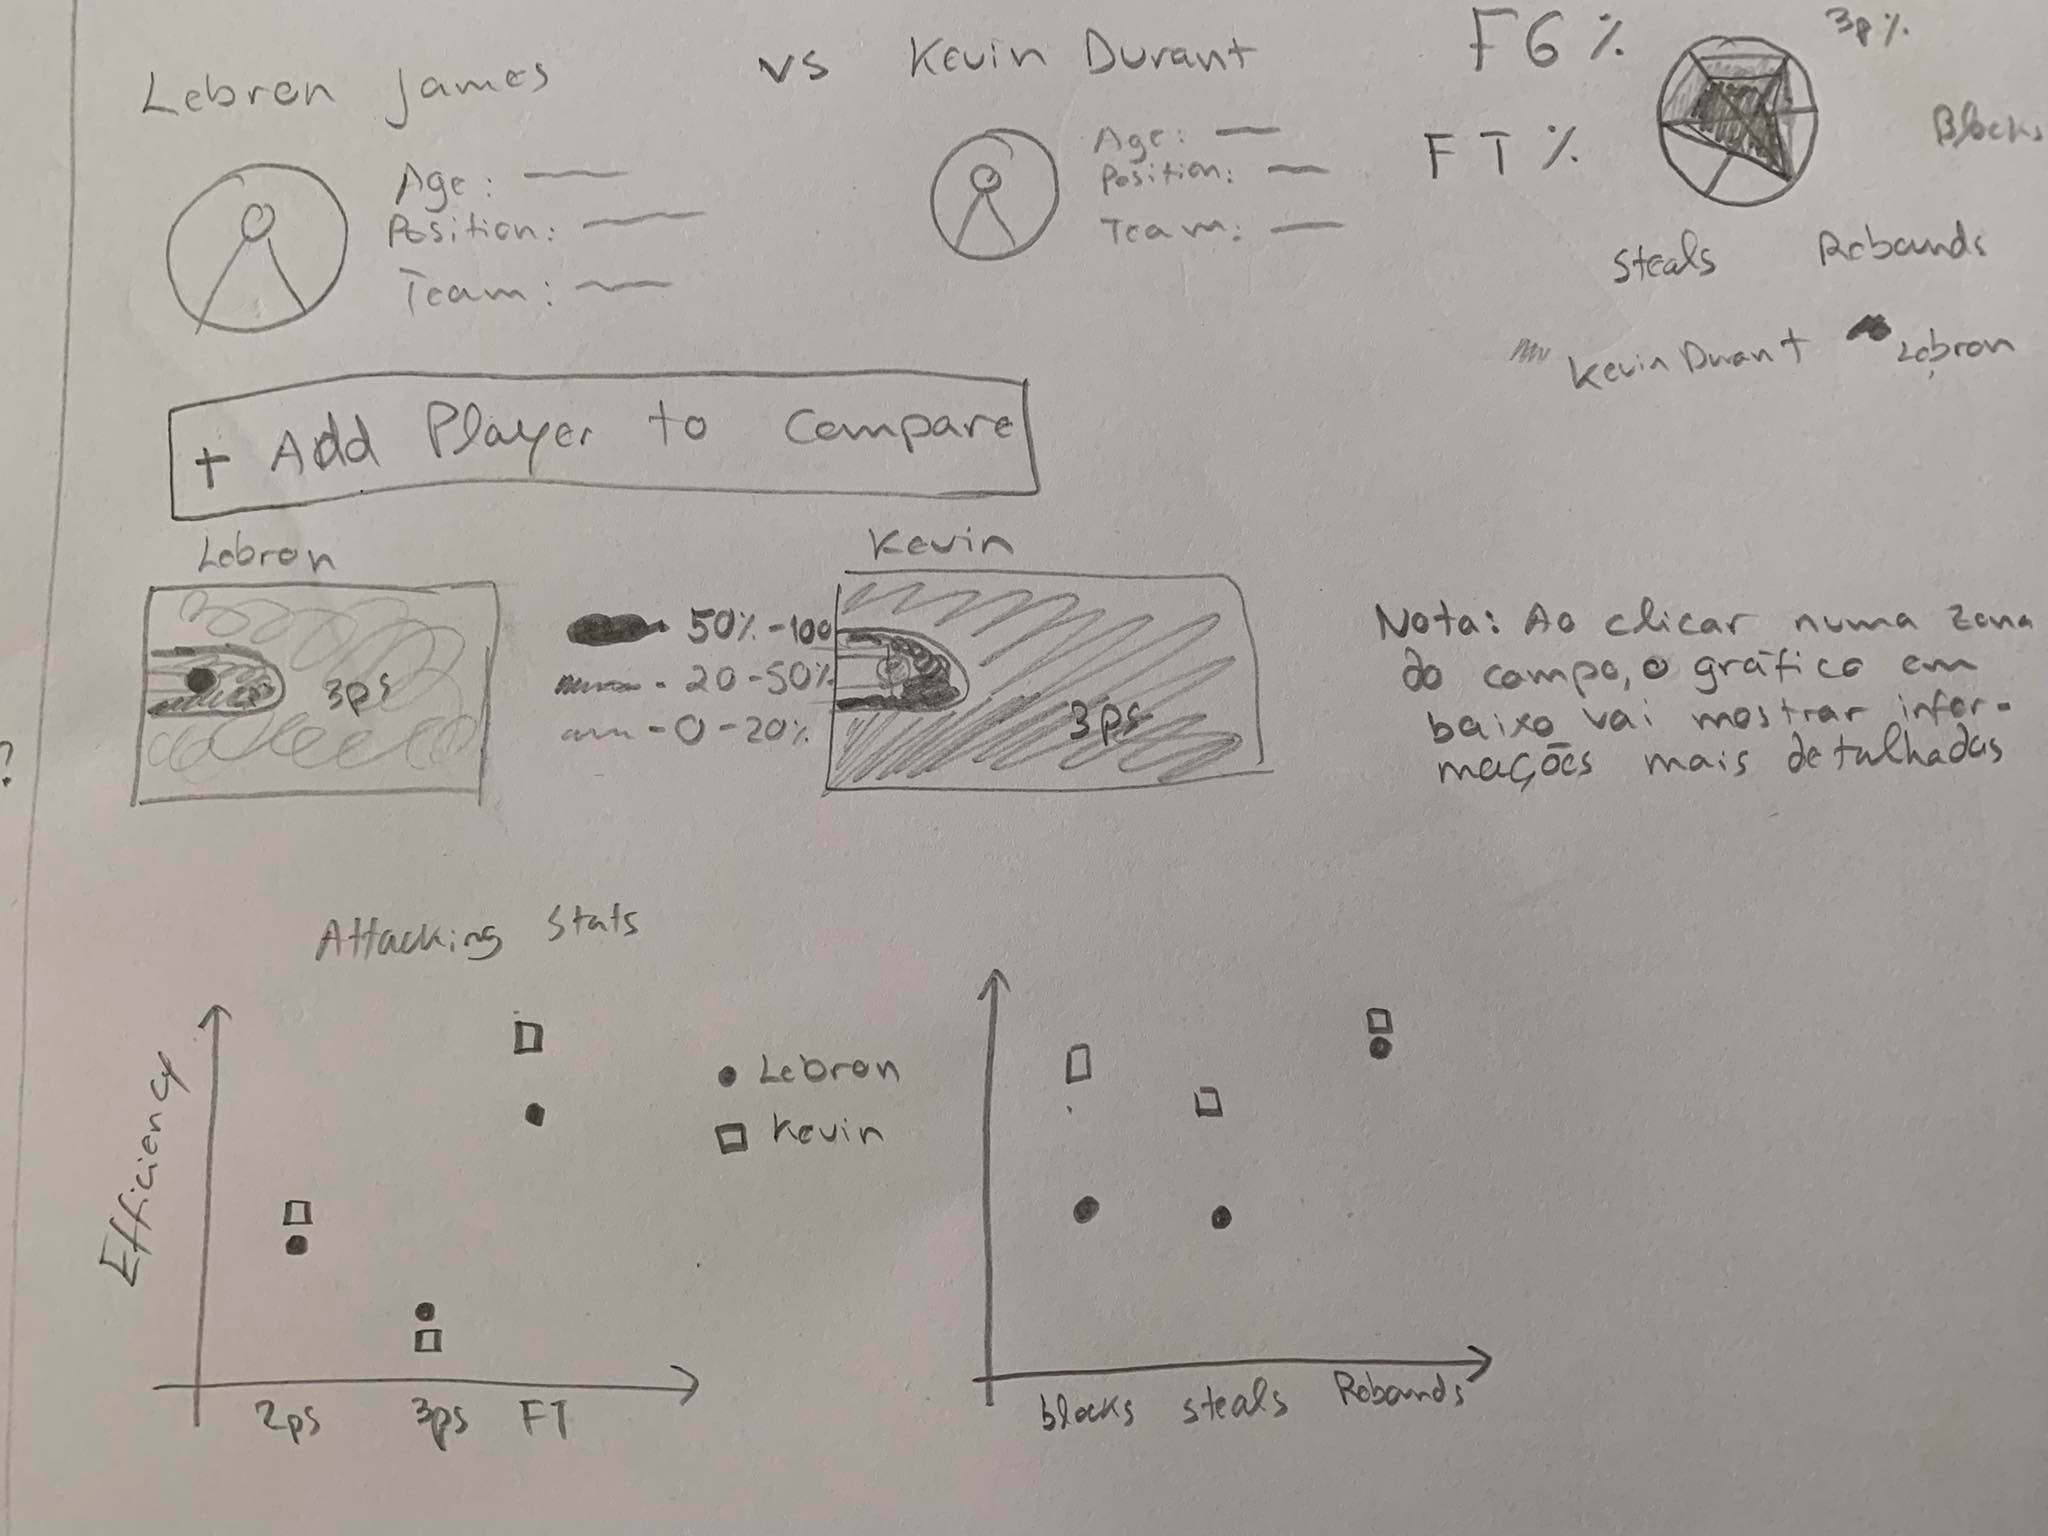 Lebron James vs Kevin Durant
Age:
Position:
Team:
Age:
Position:
Team:
FG %
3p%
FT %
Blocks
Steals
Rebounds
Kevin Durant
Lebron
+ Add Player to Compare
Lebron
3ps
50% - 100
- 20 - 50%
- 0 - 20%
Kevin
3ps
Nota: Ao clicar numa zona
do campo, o gráfico em
baixo vai mostrar infor-
mações mais detalhadas
?
Attacking Stats
Efficiency
2ps 3ps FT
Lebron
Kevin
blocks steals Rebounds